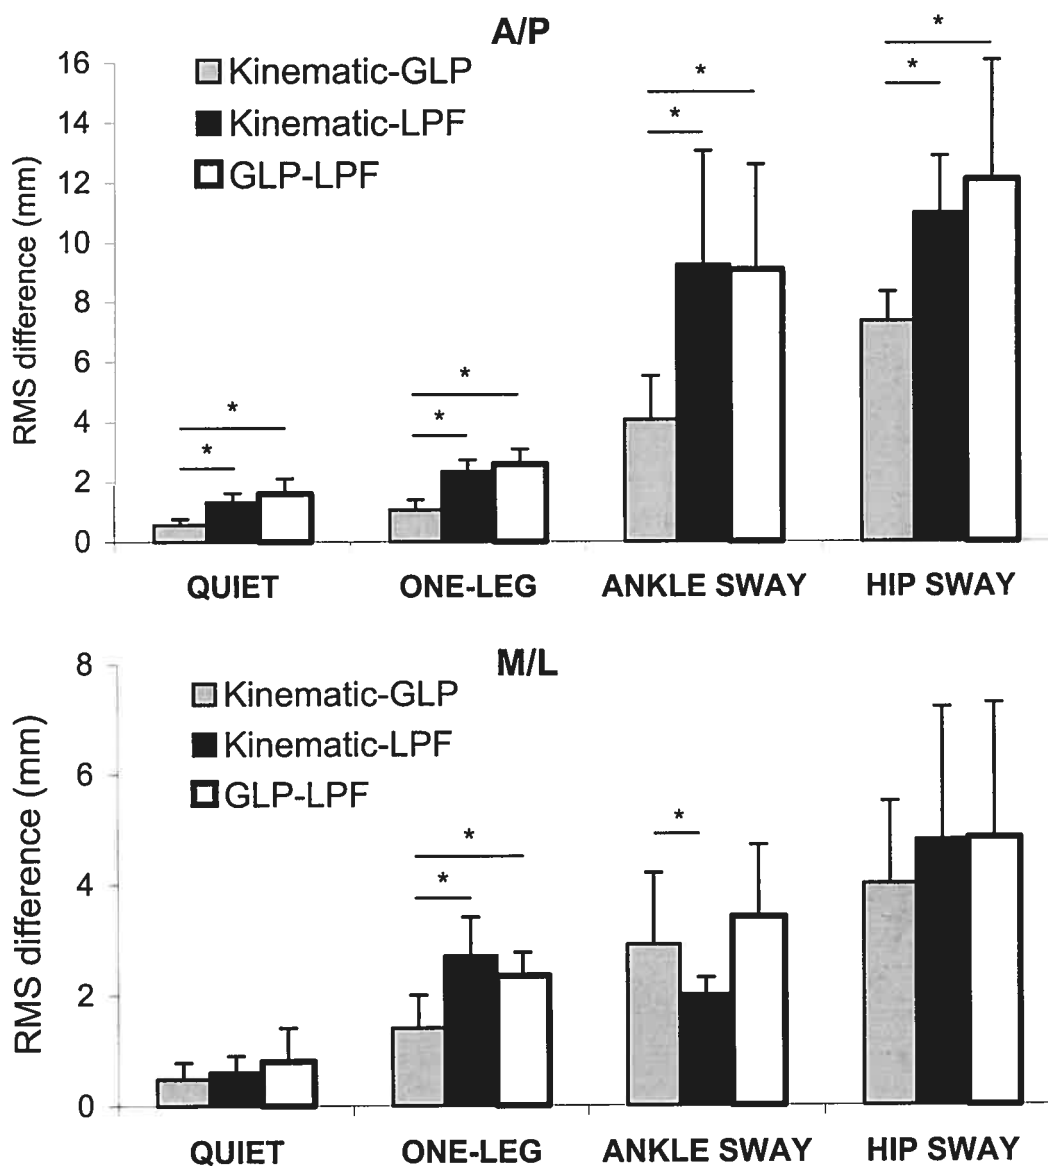 A/P
RMS difference (mm)
16
14
12
10
8
6
4
2
0
Kinematic-GLP
Kinematic-LPF
GLP-LPF
* *
* *
* *
* *
QUIET ONE-LEG ANKLE SWAY HIP SWAY
M/L
RMS difference (mm)
8
6
4
2
0
Kinematic-GLP
Kinematic-LPF
GLP-LPF
* *
*
QUIET ONE-LEG ANKLE SWAY HIP SWAY